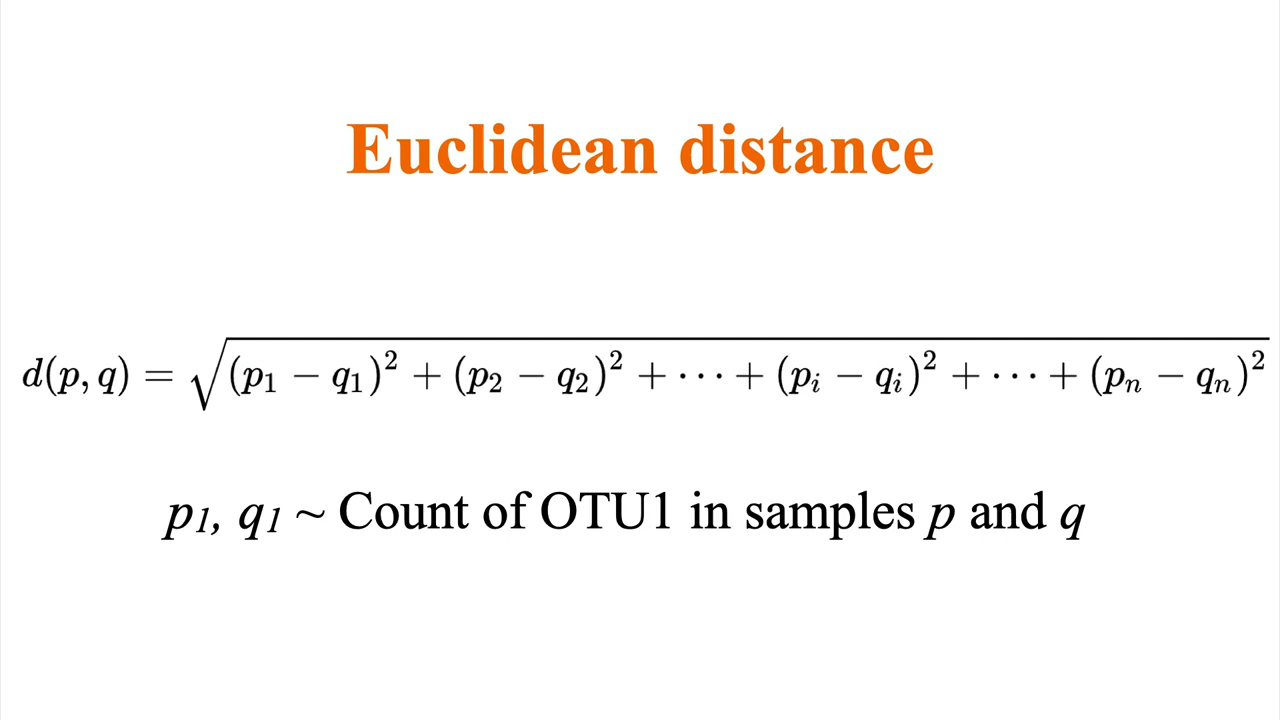 Euclidean distance
d(p, q) = √(p₁ − q₁)² + (p₂ − q₂)² + ⋯ + (pᵢ − qᵢ)² + ⋯ + (pₙ − qₙ)²
p₁, q₁ ~ Count of OTU1 in samples p and q